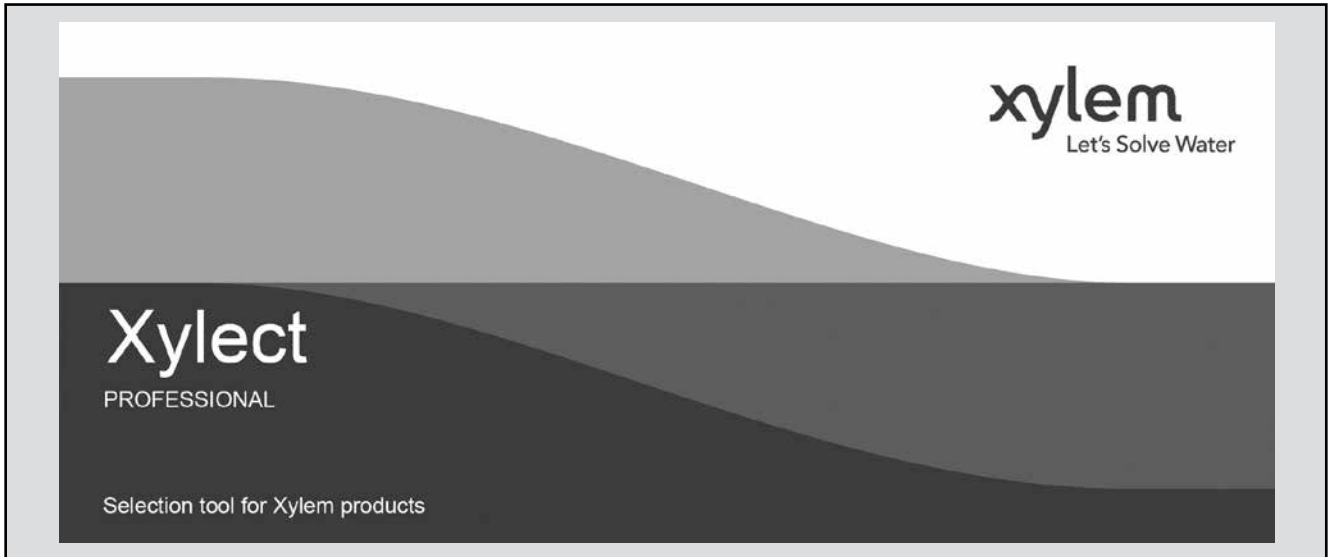 xylem
Let's Solve Water
Xylect
PROFESSIONAL
Selection tool for Xylem products